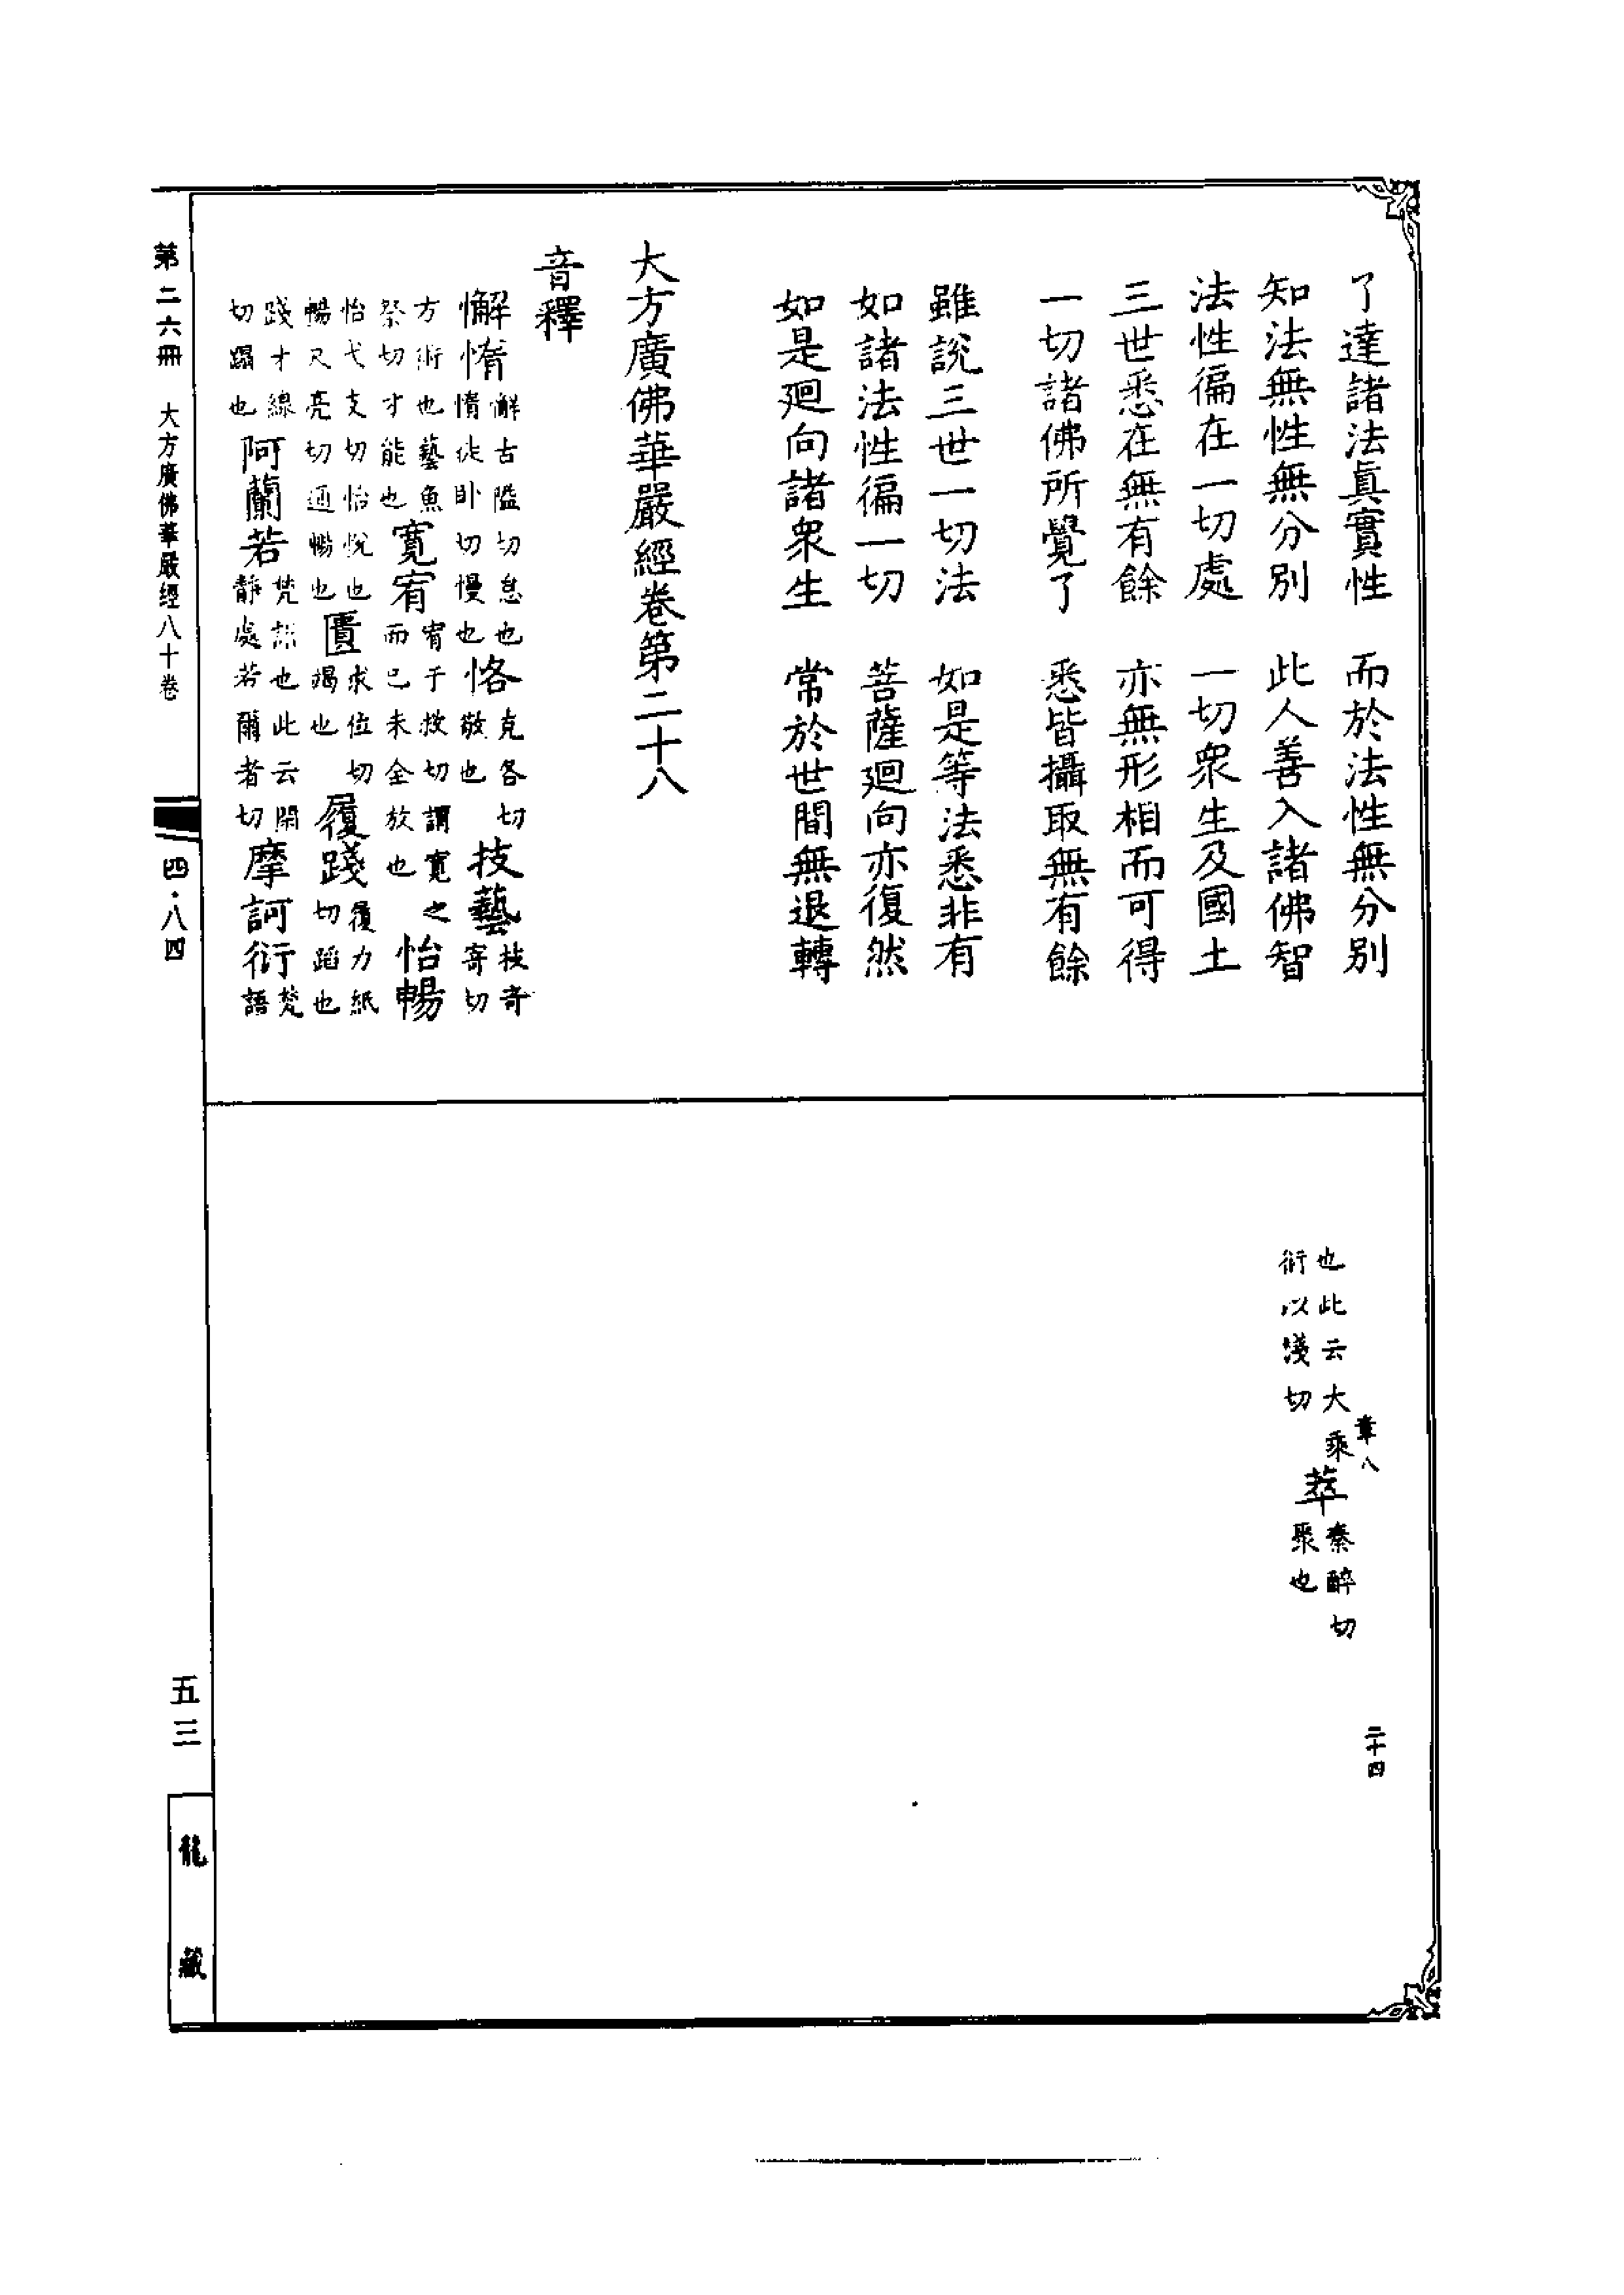 了達諸法真實性　而於法性無分別
知法無性無分別　此人善入諸佛智
法性徧在一切處　一切眾生及國土
三世悉在無有餘　亦無形相而可得
一切諸佛所覺了　悉皆攝取無有餘
雖說三世一切法　如是等法悉非有
如諸法性徧一切　菩薩廻向亦復然
如是廻向諸眾生　常於世間無退轉
大方廣佛華嚴經卷第二十八
音釋
懈惰懈古隘切怠也惰徒卧切慢也恪克各切敬也技藝技奇寄切
方術也藝魚祭切才能也寬宥宥于救切謂寬之而已未全放也怡暢
怡弋支切怡悅也暢尺亮切通暢也匱求位切竭也履踐履力紙切蹈也
踐才線切蹋也阿蘭若梵語也此云閑靜處若爾者切摩訶衍梵語
章八
二十四
也此云大乘衍以淺切萃秦醉切聚也
第二六冊　大方廣佛華嚴經八十卷
四·八四
五三
龍藏